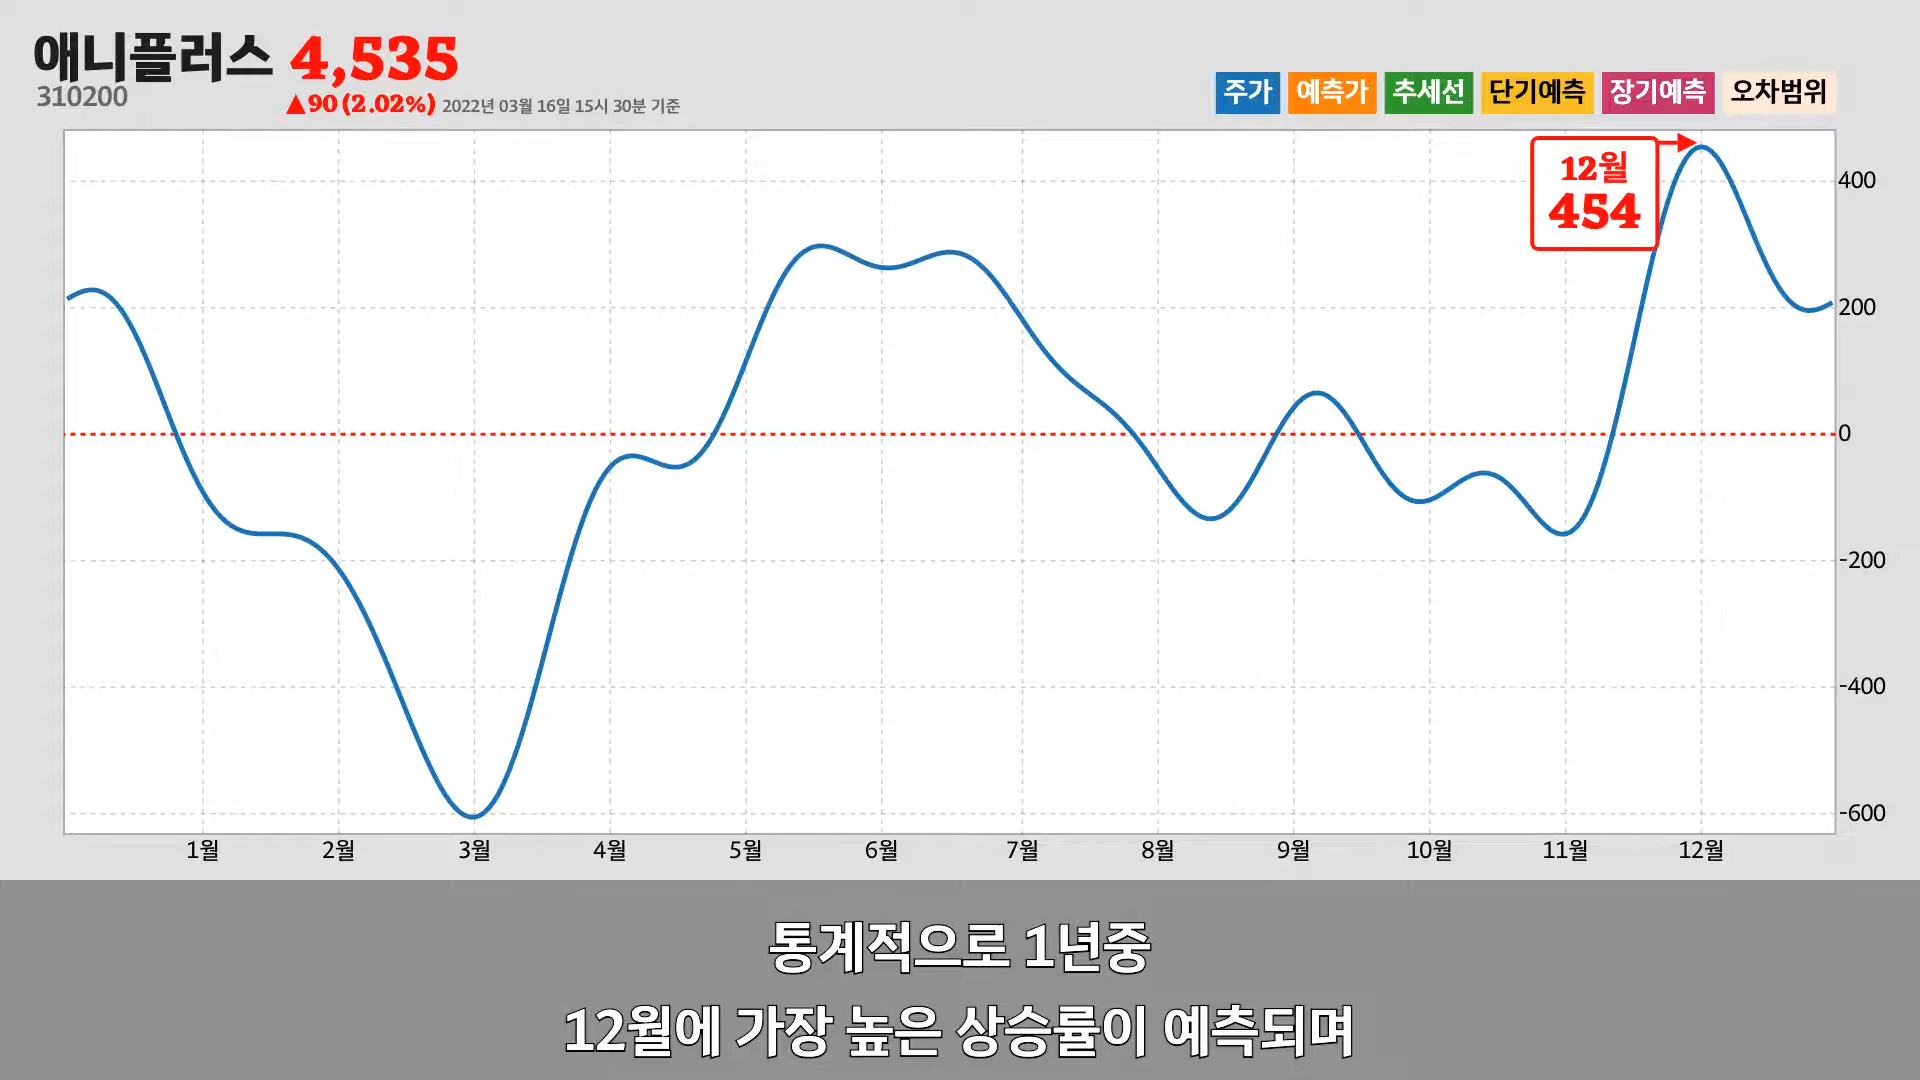 애니플러스 4,535
310200
▲90 (2.02%) 2022년 03월 16일 15시 30분 기준
주가 예측가 추세선 단기예측 장기예측 오차범위
12월
454
400
200
0
-200
-400
-600
1월 2월 3월 4월 5월 6월 7월 8월 9월 10월 11월 12월
통계적으로 1년중
12월에 가장 높은 상승률이 예측되며